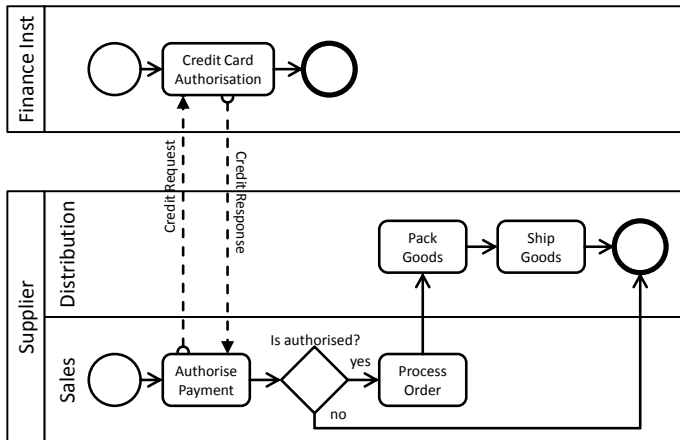 Finance Inst
Credit Card
Authorisation
Credit Request
Credit Response
Supplier
Distribution
Pack
Goods
Ship
Goods
Sales
Authorise
Payment
Is authorised?
yes
no
Process
Order